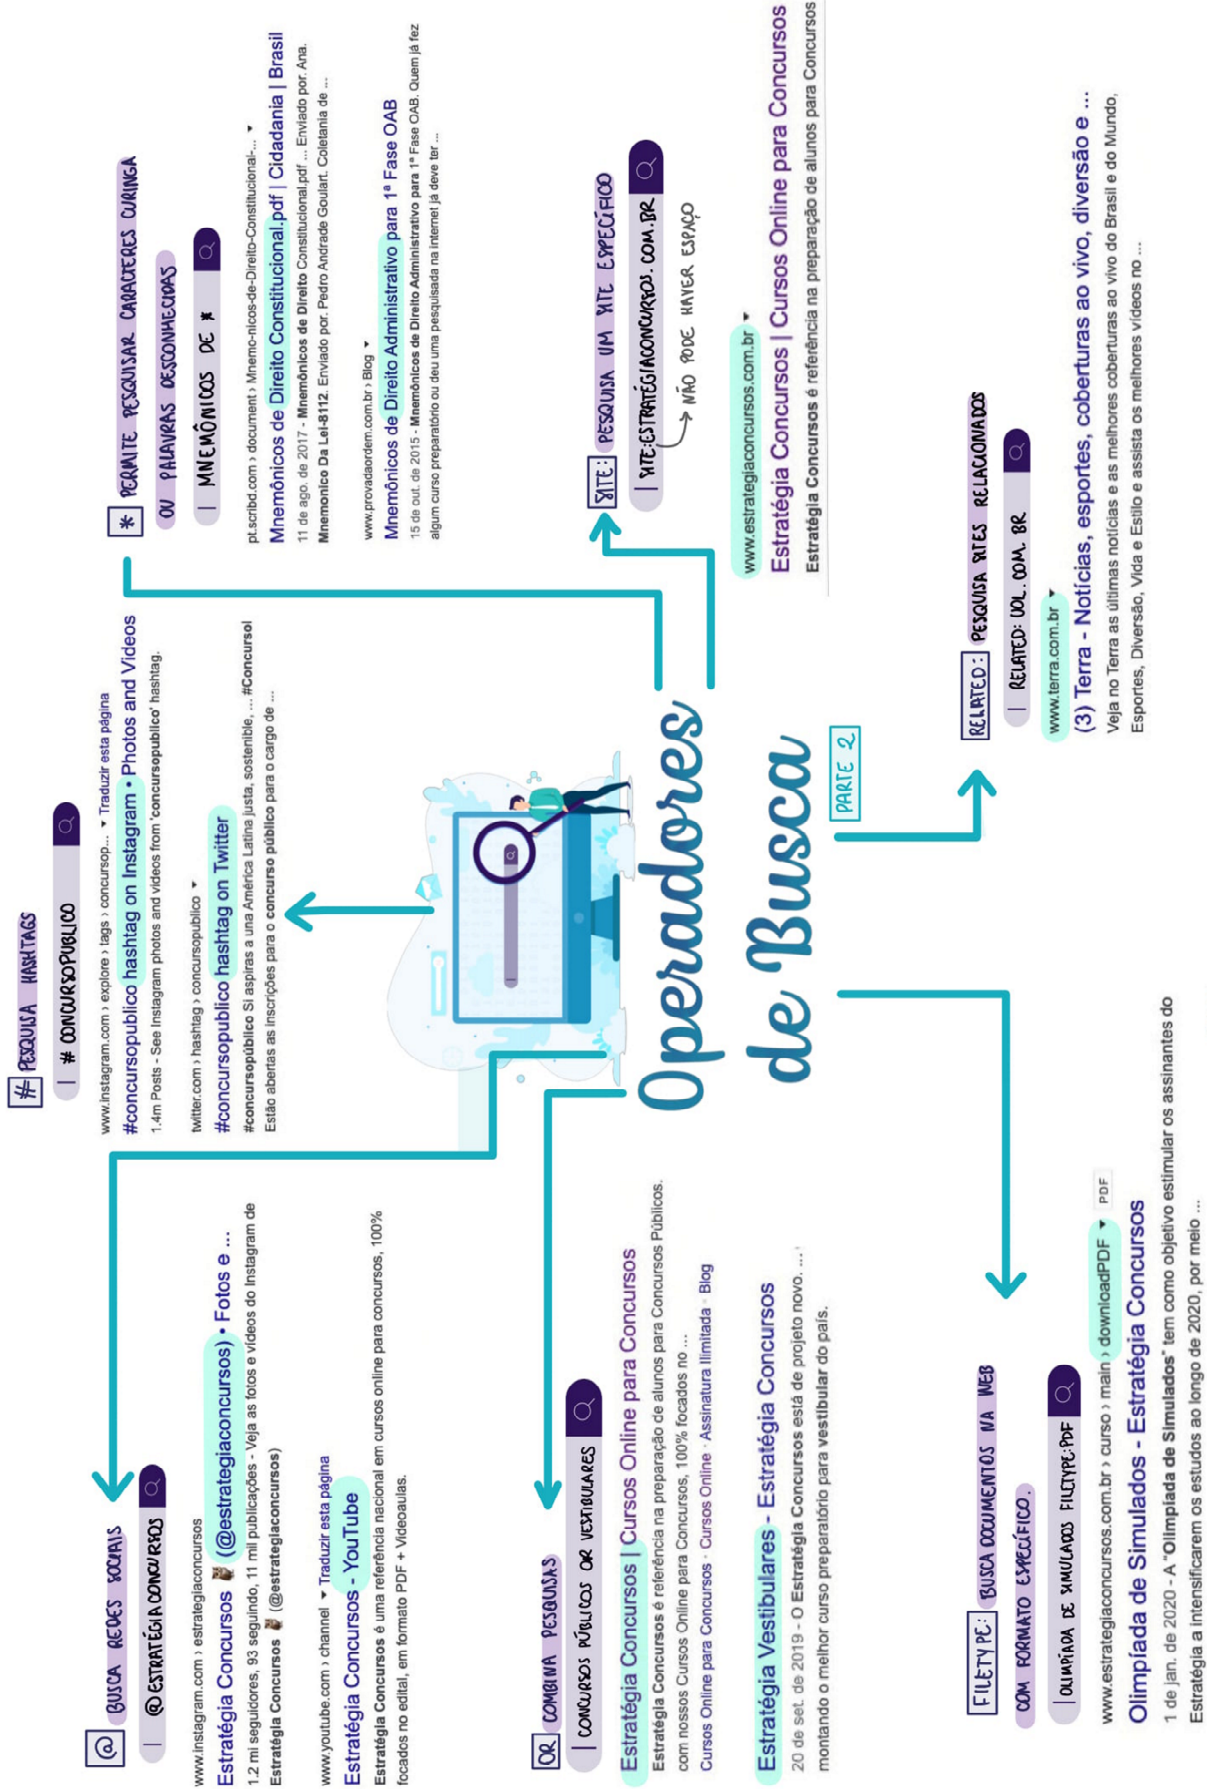 Operadores
de Busca
PARTE 2
@ BUSCA REDES SOCIAIS
@ESTRATÉGIACONCURSOS
www.instagram.com › estrategiaconcursos
Estratégia Concursos 🦉 (@estrategiaconcursos) • Fotos e ...
1.2 mi seguidores, 93 seguindo, 11 mil publicações - Veja as fotos e vídeos do Instagram de
Estratégia Concursos 🦉 (@estrategiaconcursos)
www.youtube.com › channel ▼ Traduzir esta página
Estratégia Concursos - YouTube
Estratégia Concursos é uma referência nacional em cursos online para concursos, 100%
focados no edital, em formato PDF + Videoaulas.
# PESQUISA HASHTAGS
# CONCURSOPUBLICO
www.instagram.com › explore › tags › concursop... ▼ Traduzir esta página
#concursopublico hashtag on Instagram • Photos and Videos
1.4m Posts - See Instagram photos and videos from 'concursopublico' hashtag.
twitter.com › hashtag › concursopublico ▼
#concursopublico hashtag on Twitter
#concursopúblico Si aspiras a una América Latina justa, sostenible, ... #Concursol
Estão abertas as inscrições para o concurso público para o cargo de ...
* PERMITE PESQUISAR CARACTERES CURINGA
OU PALAVRAS DESCONHECIDAS
MNEMÔNICOS DE *
pt.scribd.com › document › Mnemo-nicos-de-Direito-Constitucional-... ▼
Mnemônicos de Direito Constitucional.pdf | Cidadania | Brasil
11 de ago. de 2017 - Mnemônicos de Direito Constitucional.pdf ... Enviado por. Ana.
Mnemonico Da Lei-8112. Enviado por. Pedro Andrade Goulart. Coletania de ...
www.provadaordem.com.br › Blog ▼
Mnemônicos de Direito Administrativo para 1ª Fase OAB
15 de out. de 2015 - Mnemônicos de Direito Administrativo para 1ª Fase OAB. Quem já fez
algum curso preparatório ou deu uma pesquisada na internet já deve ter ...
OR COMBINA PESQUISAS
CONCURSOS PÚBLICOS OR VESTIBULARES
Estratégia Concursos | Cursos Online para Concursos
Estratégia Concursos é referência na preparação de alunos para Concursos Públicos.
com nossos Cursos Online para Concursos, 100% focados no ...
Cursos Online para Concursos · Cursos Online · Assinatura Ilimitada · Blog
Estratégia Vestibulares - Estratégia Concursos
20 de set. de 2019 - O Estratégia Concursos está de projeto novo. ...
montando o melhor curso preparatório para vestibular do país.
SITE: PESQUISA UM SITE ESPECÍFICO
SITE:ESTRATÉGIACONCURSOS.COM.BR
NÃO PODE HAVER ESPAÇO
www.estrategiaconcursos.com.br ▼
Estratégia Concursos | Cursos Online para Concursos
Estratégia Concursos é referência na preparação de alunos para Concursos
FILETYPE: BUSCA DOCUMENTOS NA WEB
COM FORMATO ESPECÍFICO.
OLIMPÍADA DE SIMULADOS FILETYPE:PDF
www.estrategiaconcursos.com.br › curso › main › downloadPDF ▼ PDF
Olimpíada de Simulados - Estratégia Concursos
1 de jan. de 2020 - A "Olimpíada de Simulados" tem como objetivo estimular os assinantes do
Estratégia a intensificarem os estudos ao longo de 2020, por meio ...
RELATED: PESQUISA SITES RELACIONADOS
RELATED: UOL.COM.BR
www.terra.com.br ▼
(3) Terra - Notícias, esportes, coberturas ao vivo, diversão e ...
Veja no Terra as últimas notícias e as melhores coberturas ao vivo do Brasil e do Mundo,
Esportes, Diversão, Vida e Estilo e assista os melhores vídeos no ...